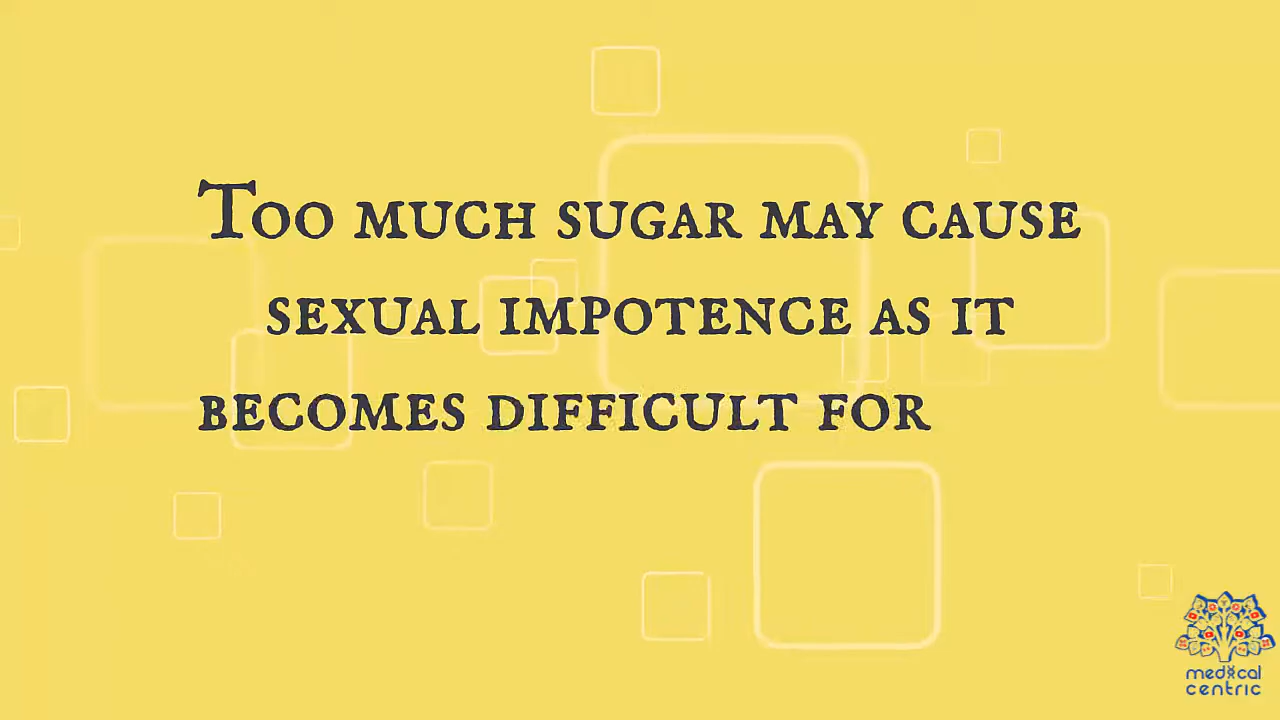 Too much sugar may cause
sexual impotence as it
becomes difficult for
medical
centric